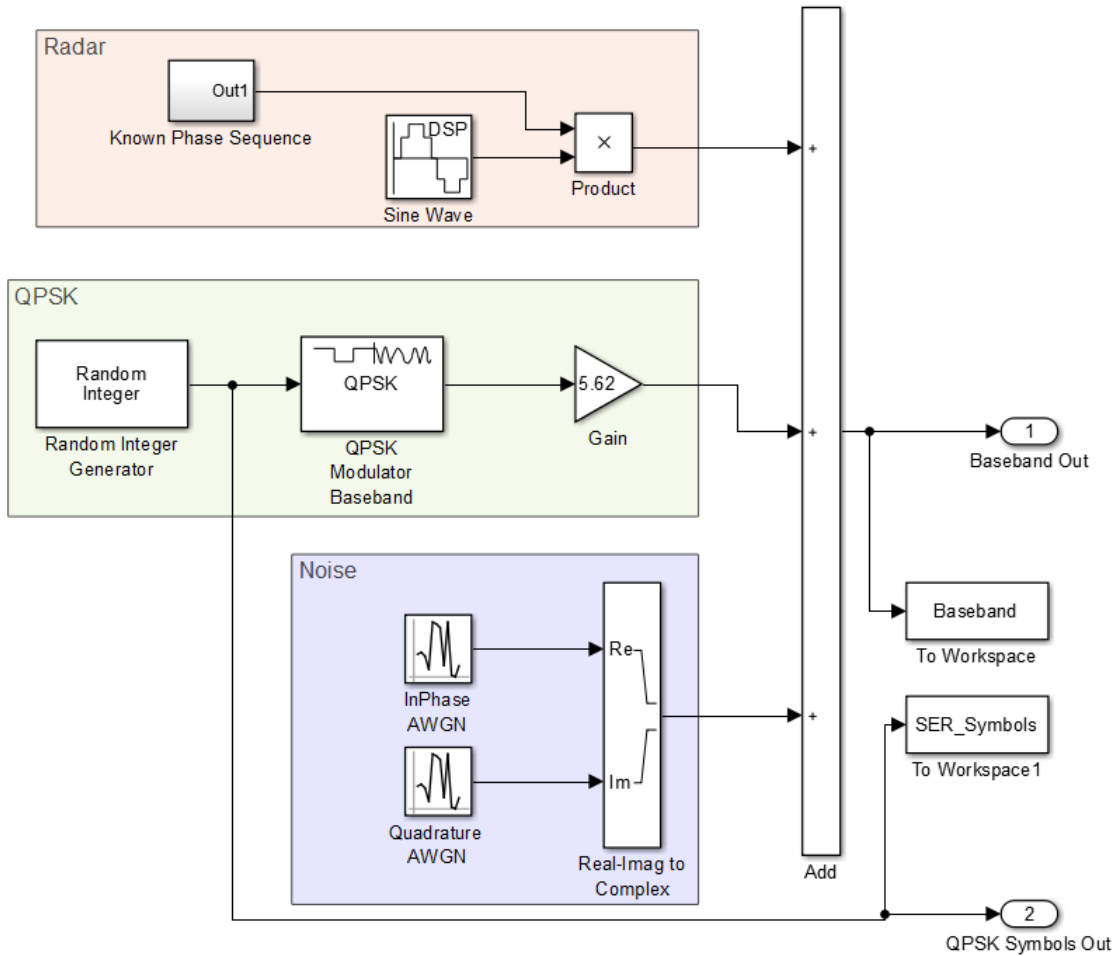 Radar
Out1
Known Phase Sequence
DSP
Sine Wave
×
Product
+
QPSK
Random
Integer
Random Integer
Generator
QPSK
QPSK
Modulator
Baseband
5.62
Gain
+
1
Baseband Out
Noise
InPhase
AWGN
Quadrature
AWGN
Re
Im
Real-Imag to
Complex
+
Add
Baseband
To Workspace
SER_Symbols
To Workspace1
2
QPSK Symbols Out